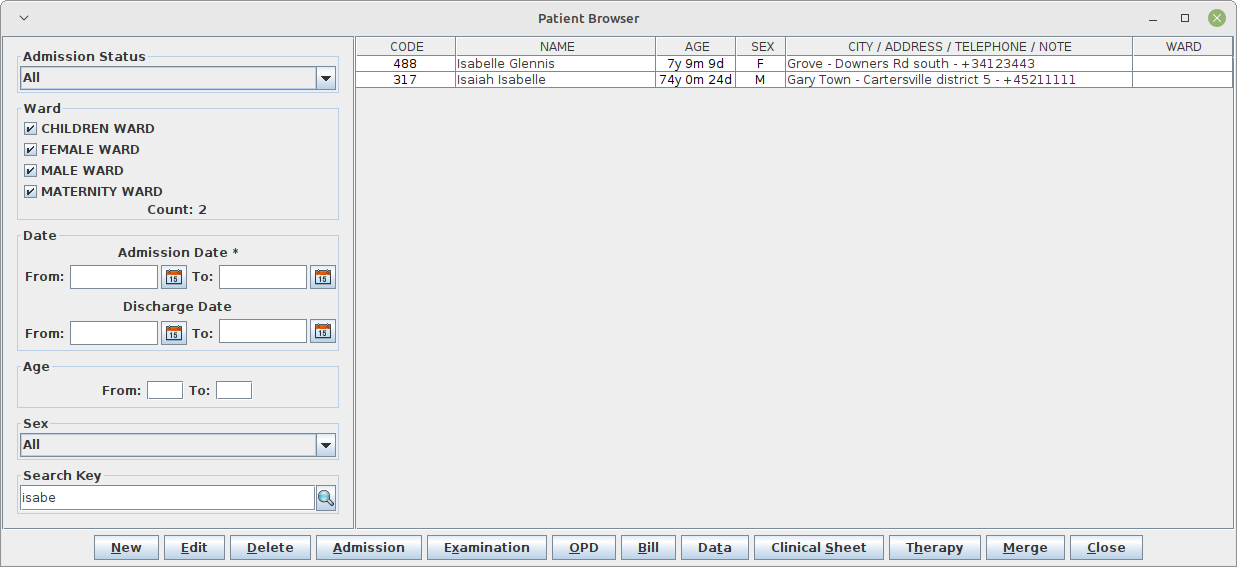 Patient Browser
Admission Status
All
Ward
CHILDREN WARD
FEMALE WARD
MALE WARD
MATERNITY WARD
Count: 2
Date
Admission Date *
From: 15 To: 15
Discharge Date
From: 15 To: 15
Age
From: To:
Sex
All
Search Key
isabe
CODE NAME AGE SEX CITY / ADDRESS / TELEPHONE / NOTE WARD
488 Isabelle Glennis 7y 9m 9d F Grove - Downers Rd south - +34123443
317 Isaiah Isabelle 74y 0m 24d M Gary Town - Cartersville district 5 - +45211111
New Edit Delete Admission Examination OPD Bill Data Clinical Sheet Therapy Merge Close